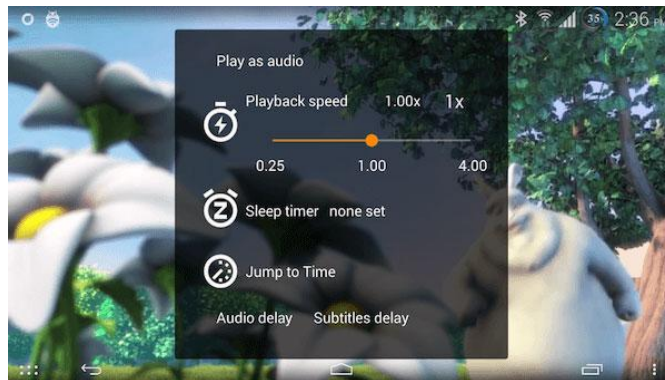 35 2:36
Play as audio
Playback speed 1.00x 1x
0.25 1.00 4.00
Sleep timer none set
Z
Jump to Time
Audio delay Subtitles delay